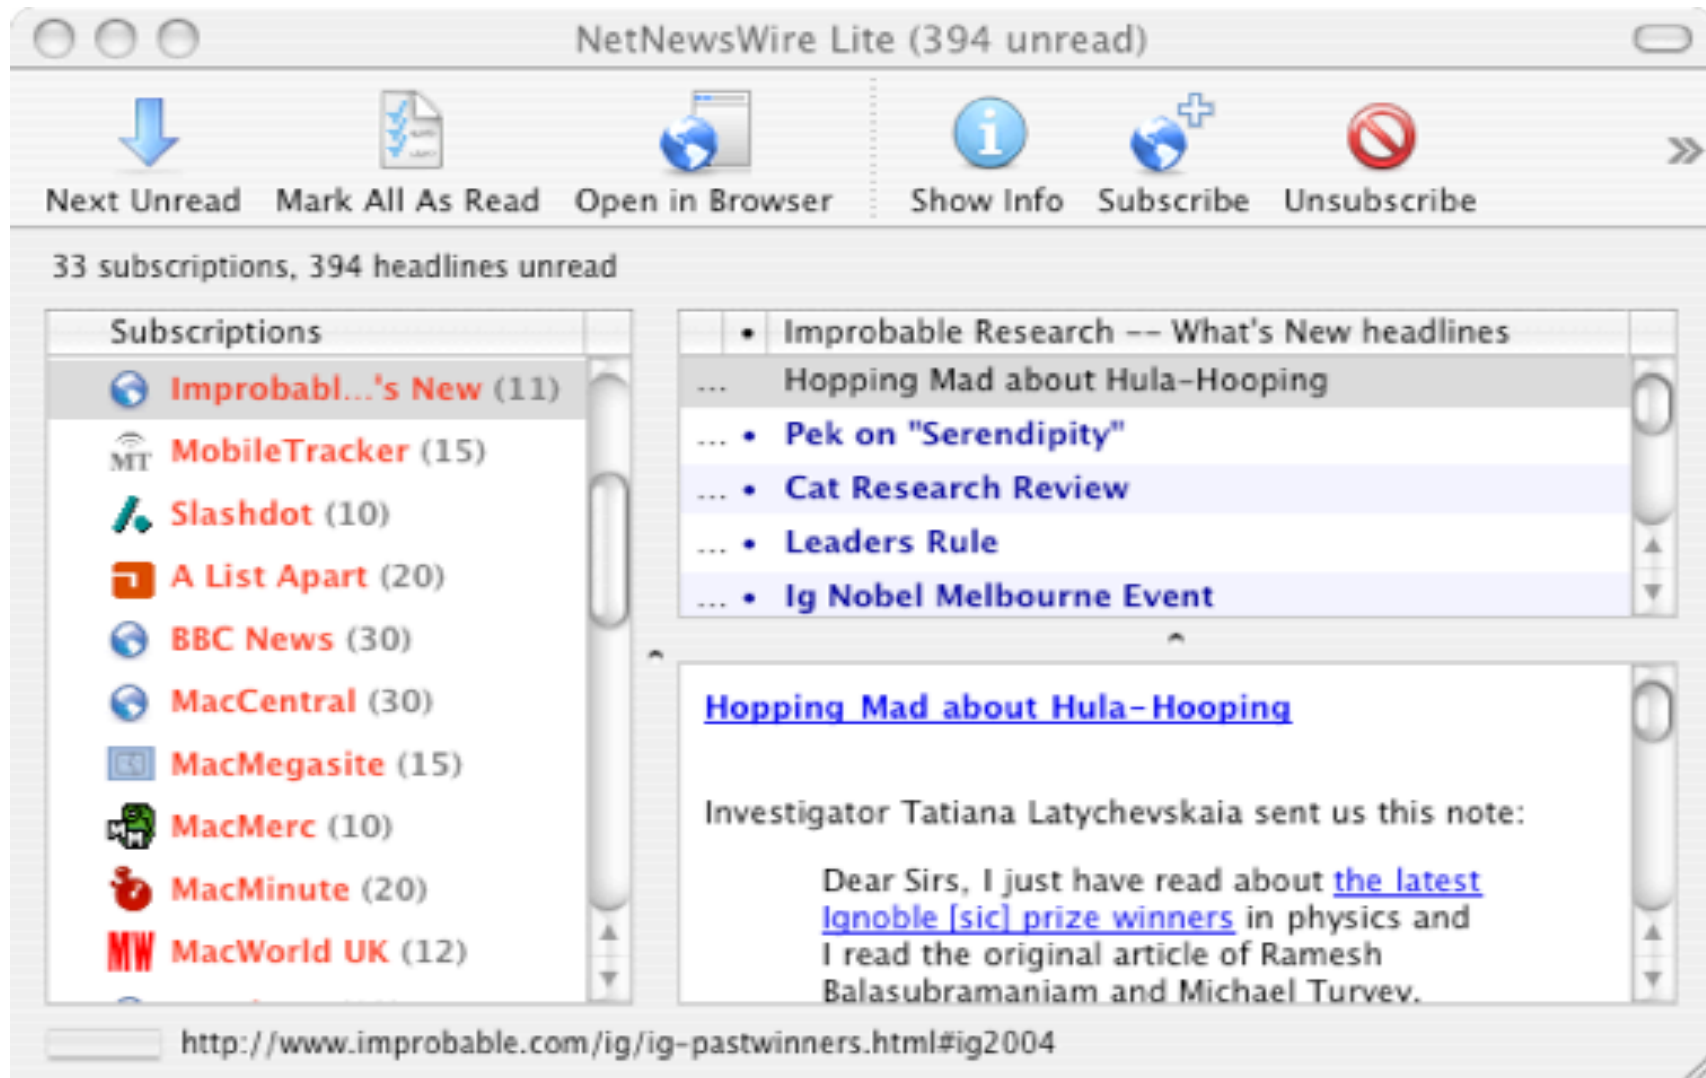 NetNewsWire Lite (394 unread)
Next Unread
Mark All As Read
Open in Browser
Show Info
Subscribe
Unsubscribe
»
33 subscriptions, 394 headlines unread
Subscriptions
Improbabl...'s New (11)
MT
MobileTracker (15)
Slashdot (10)
A List Apart (20)
BBC News (30)
MacCentral (30)
MacMegasite (15)
MM
MacMerc (10)
MacMinute (20)
MW
MacWorld UK (12)
• Improbable Research -- What's New headlines
... Hopping Mad about Hula-Hooping
... • Pek on "Serendipity"
... • Cat Research Review
... • Leaders Rule
... • Ig Nobel Melbourne Event
Hopping Mad about Hula-Hooping
Investigator Tatiana Latychevskaia sent us this note:
Dear Sirs, I just have read about the latest
Ignoble [sic] prize winners in physics and
I read the original article of Ramesh
Balasubramaniam and Michael Turvey.
http://www.improbable.com/ig/ig-pastwinners.html#ig2004